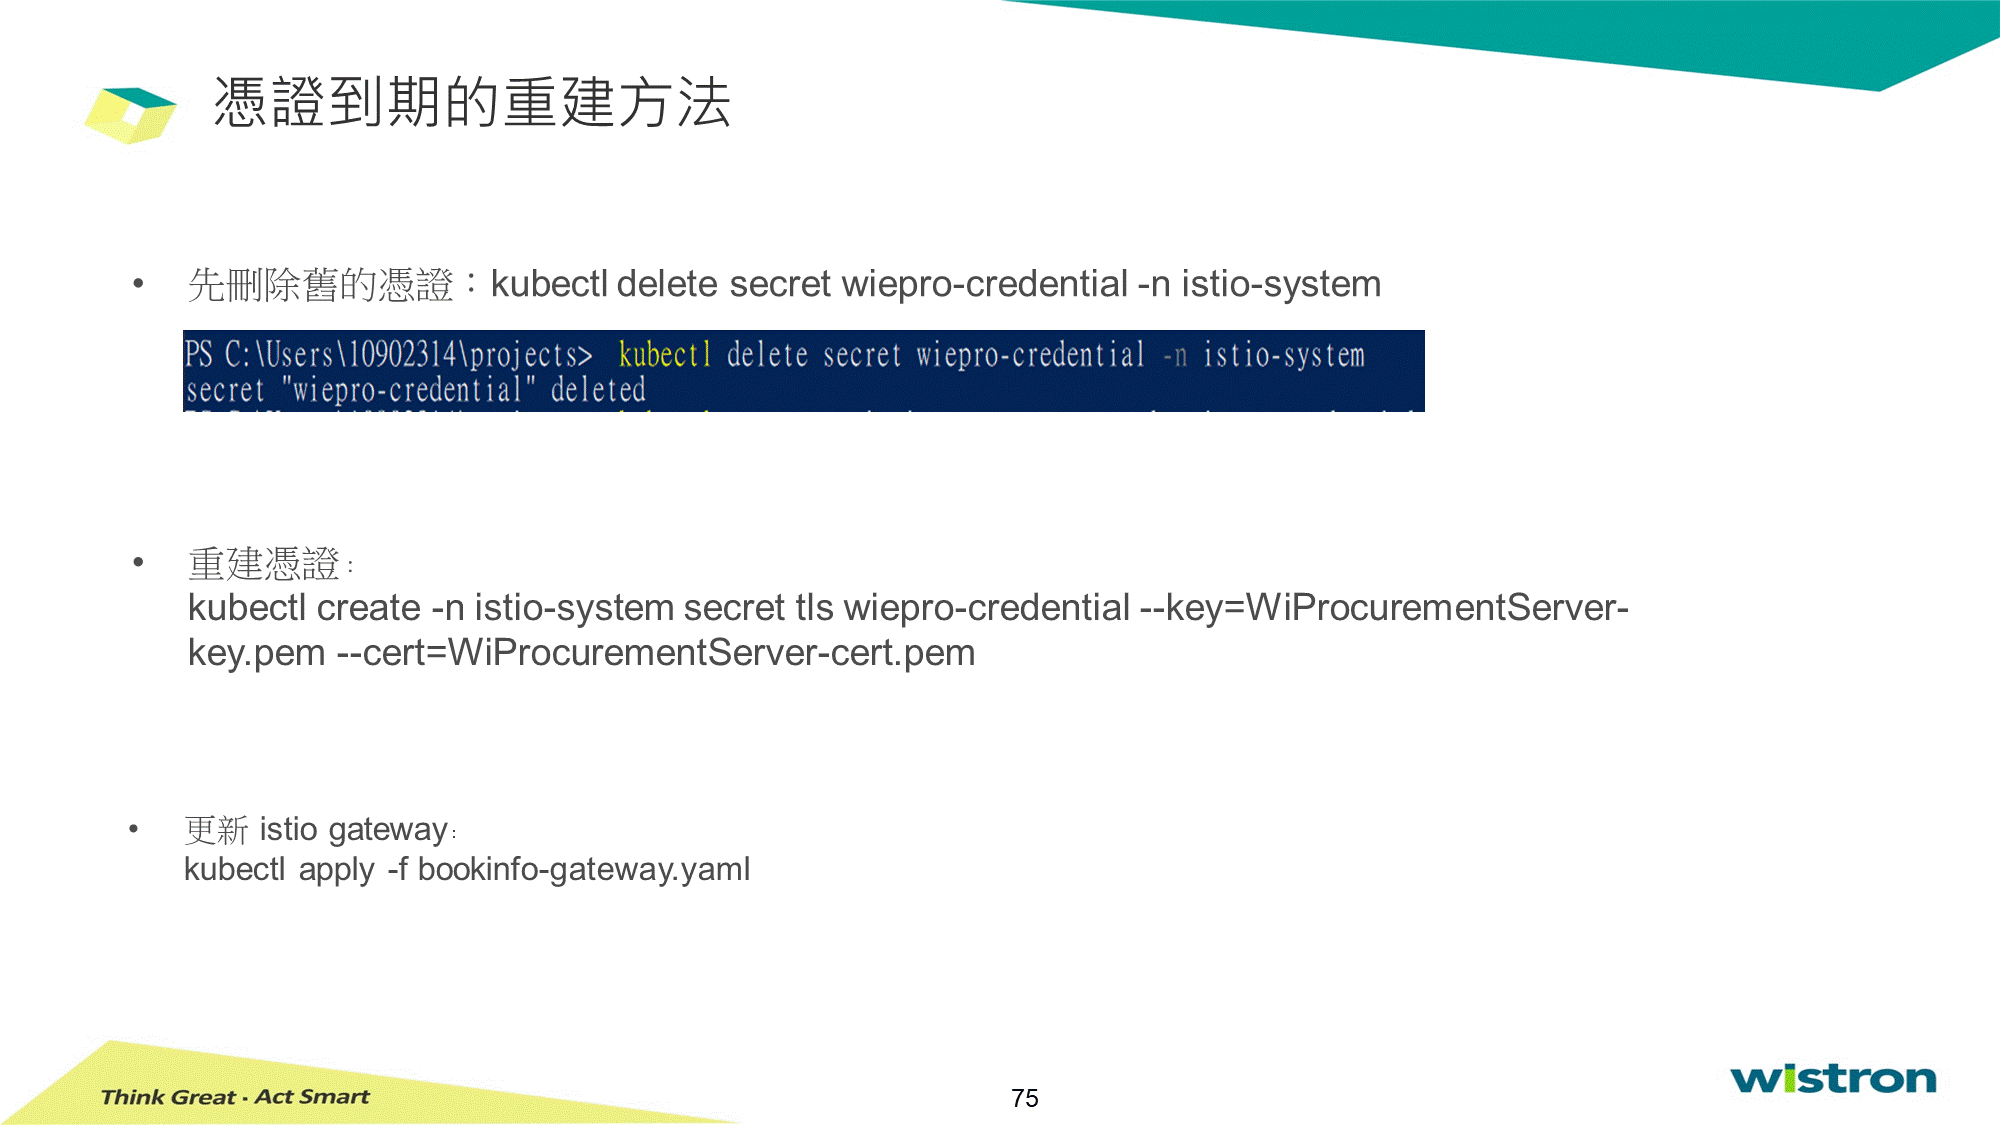 憑證到期的重建方法
• 先刪除舊的憑證：kubectl delete secret wiepro-credential -n istio-system
PS C:\Users\10902314\projects> kubectl delete secret wiepro-credential -n istio-system
secret "wiepro-credential" deleted
• 重建憑證:
kubectl create -n istio-system secret tls wiepro-credential --key=WiProcurementServer-
key.pem --cert=WiProcurementServer-cert.pem
• 更新 istio gateway:
kubectl apply -f bookinfo-gateway.yaml
Think Great · Act Smart
75
wistron